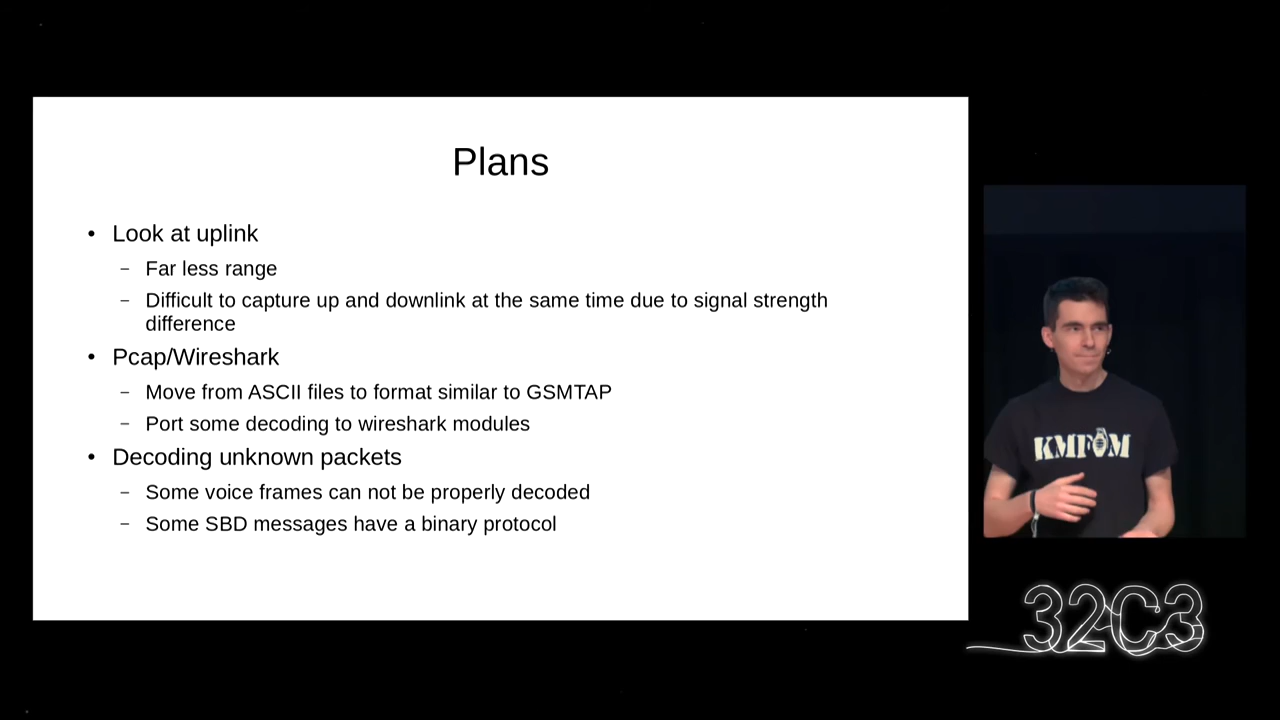 Plans
• Look at uplink
– Far less range
– Difficult to capture up and downlink at the same time due to signal strength
difference
• Pcap/Wireshark
– Move from ASCII files to format similar to GSMTAP
– Port some decoding to wireshark modules
• Decoding unknown packets
– Some voice frames can not be properly decoded
– Some SBD messages have a binary protocol
KMFOM
32C3